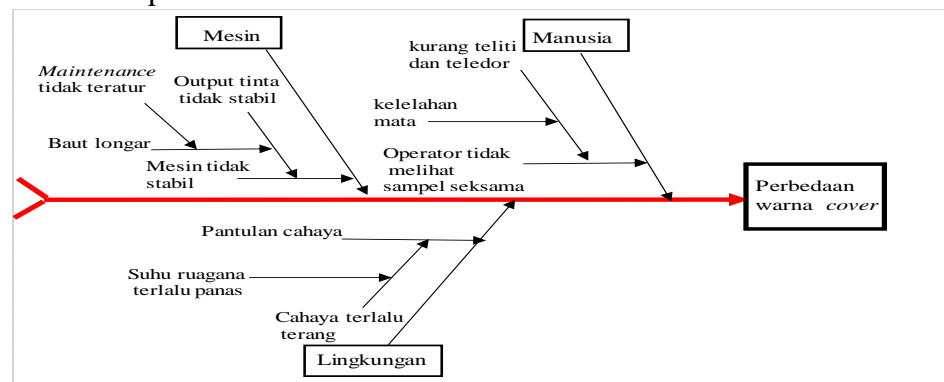 Mesin
Manusia
kurang teliti
dan teledor
Maintenance
tidak teratur
Output tinta
tidak stabil
kelelahan
mata
Baut longar
Mesin tidak
stabil
Operator tidak
melihat
sampel seksama
Perbedaan
warna cover
Pantulan cahaya
Suhu ruagana
terlalu panas
Cahaya terlalu
terang
Lingkungan